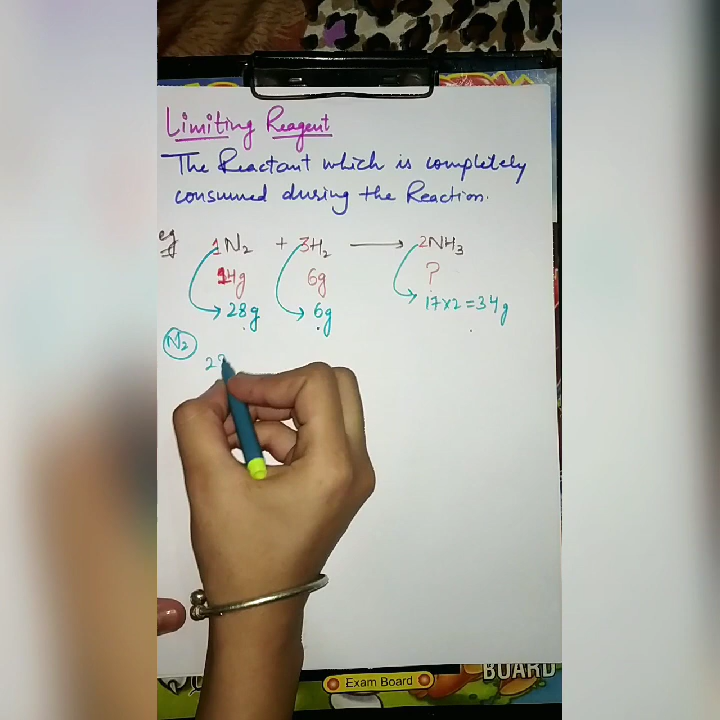 Limiting Reagent
The Reactant which is completely
consumed during the Reaction.
eg 1N₂ + 3H₂ ⟶ 2NH₃
14g 6g ?
28g 6g 17×2=34g
N₂
28
Exam Board
BOARD